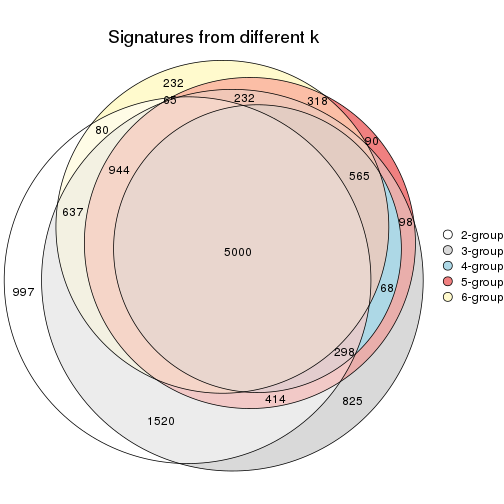 Signatures from different k
232
65
232
318
80
90
944
565
637
98
5000
2-group
3-group
4-group
5-group
6-group
997
68
298
414
825
1520